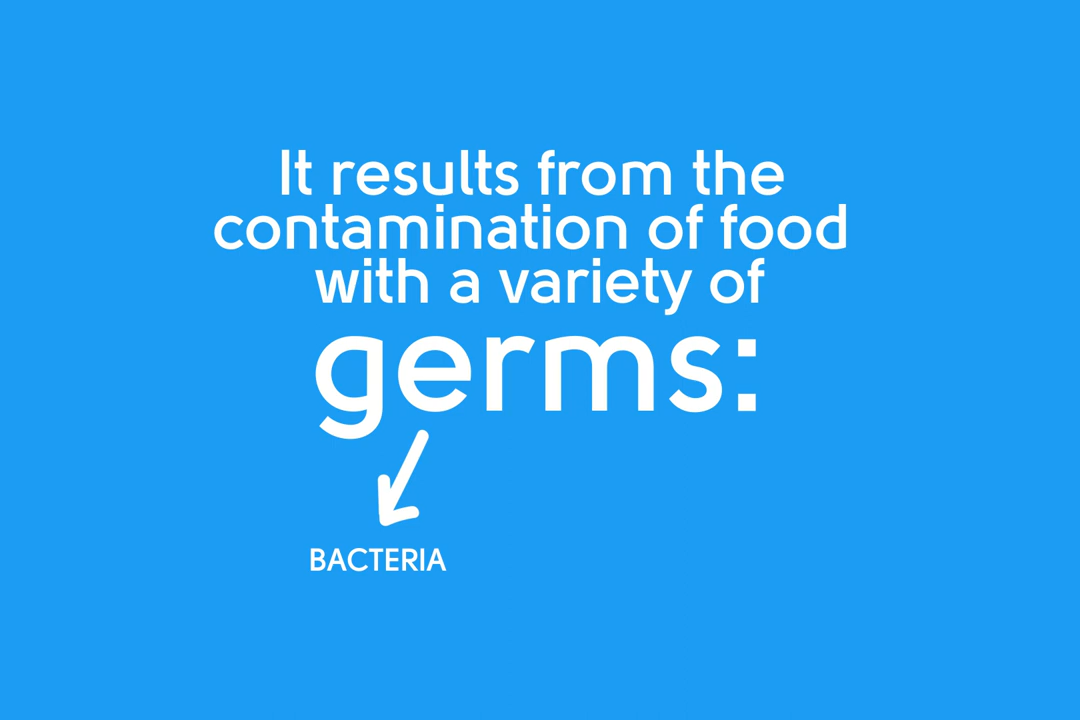 It results from the
contamination of food
with a variety of
germs:
BACTERIA